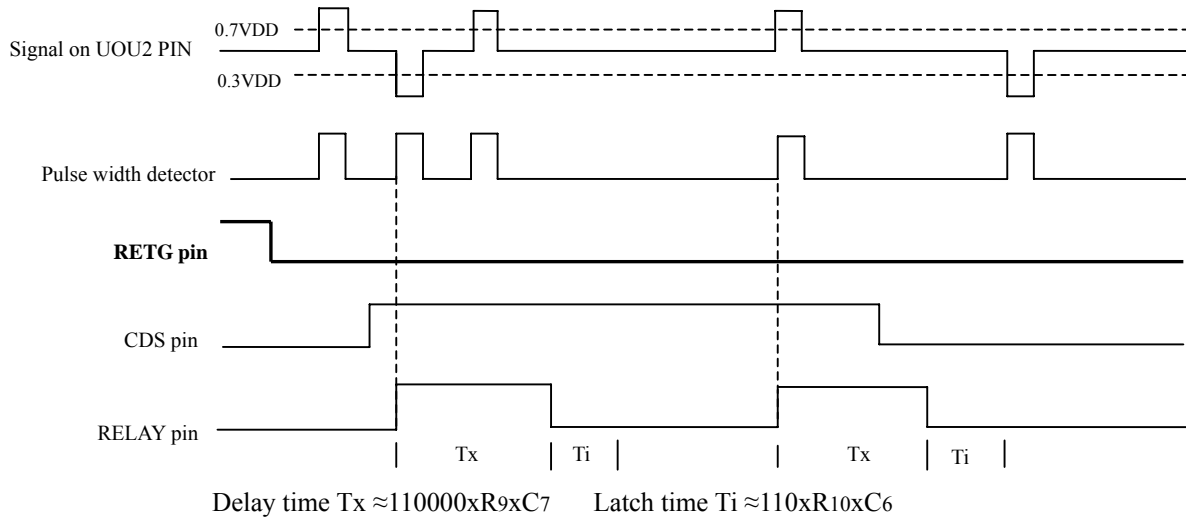 0.7VDD
Signal on UOU2 PIN
0.3VDD
Pulse width detector
RETG pin
CDS pin
RELAY pin
Tx Ti Tx Ti
Delay time Tx ≈110000xR9xC7 Latch time Ti ≈110xR10xC6